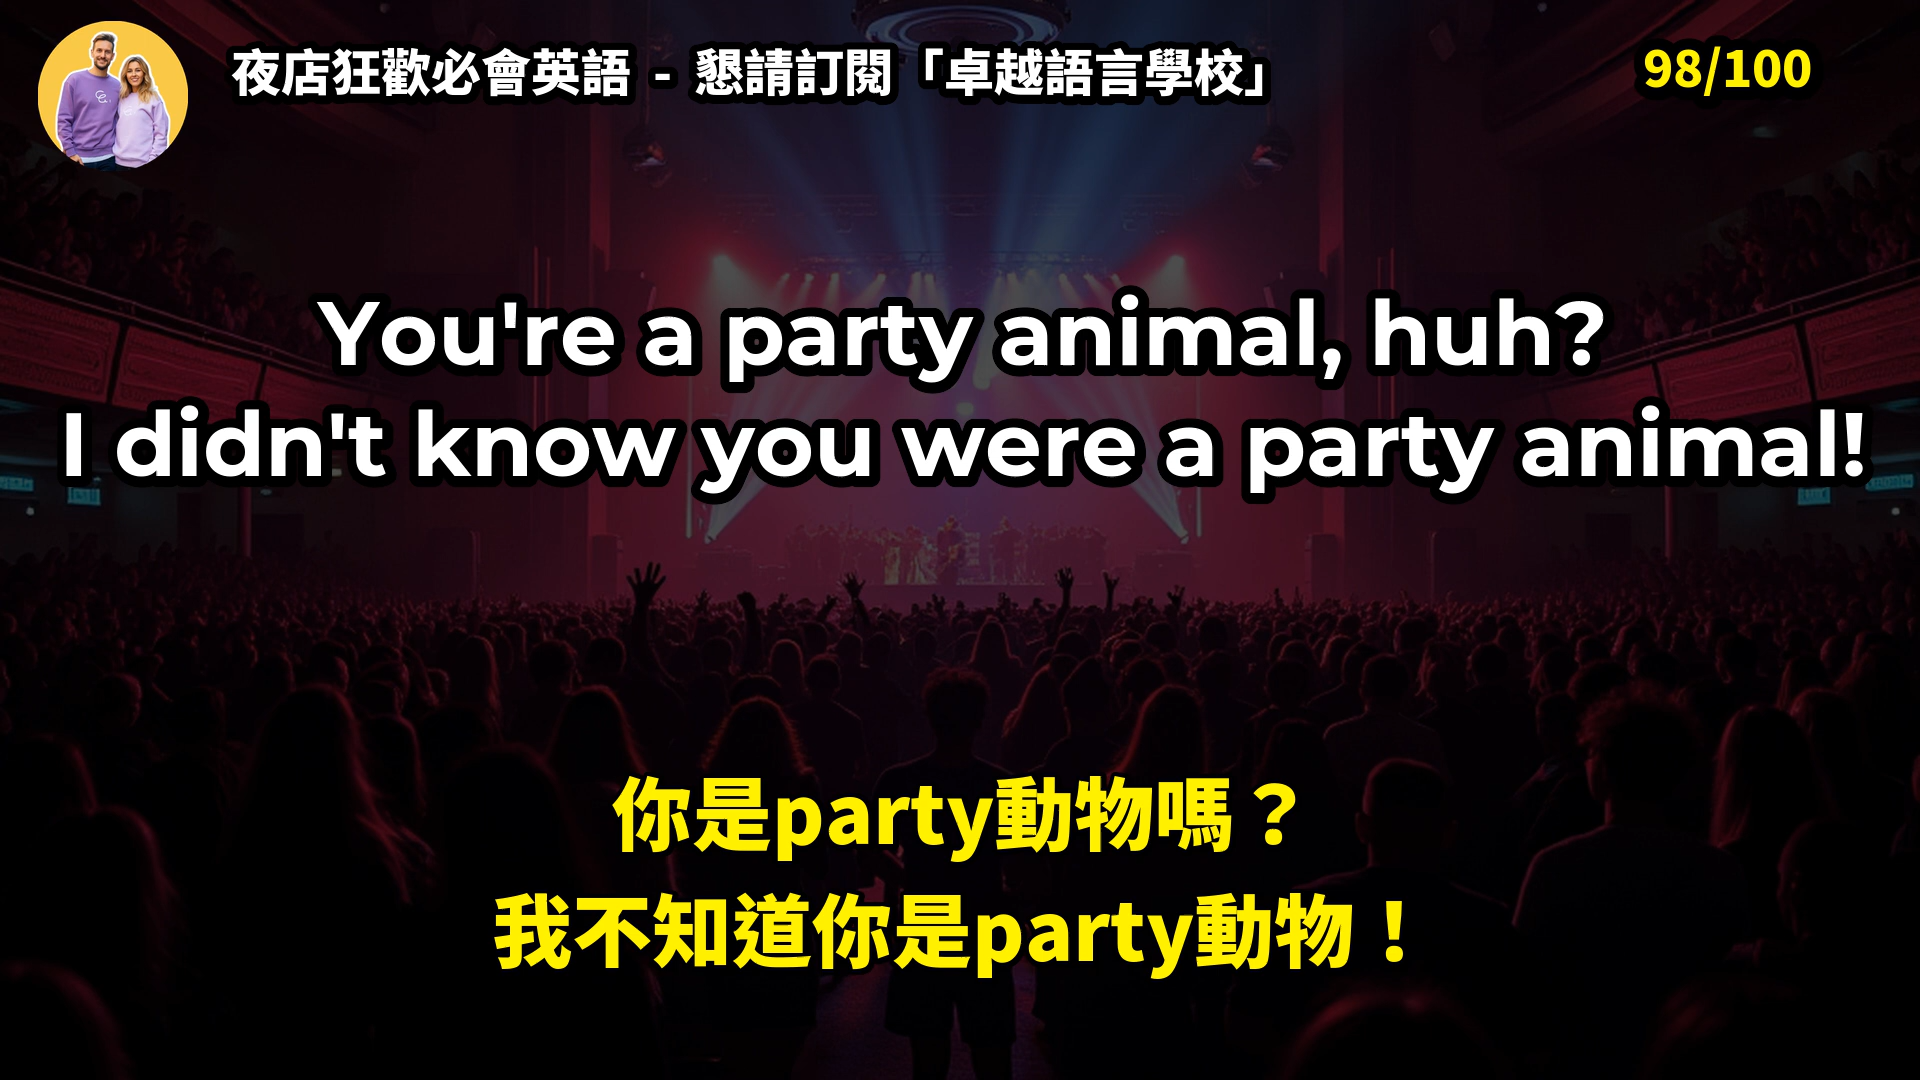 夜店狂歡必會英語 - 懇請訂閱「卓越語言學校」
98/100
You're a party animal, huh?
I didn't know you were a party animal!
你是party動物嗎？
我不知道你是party動物！